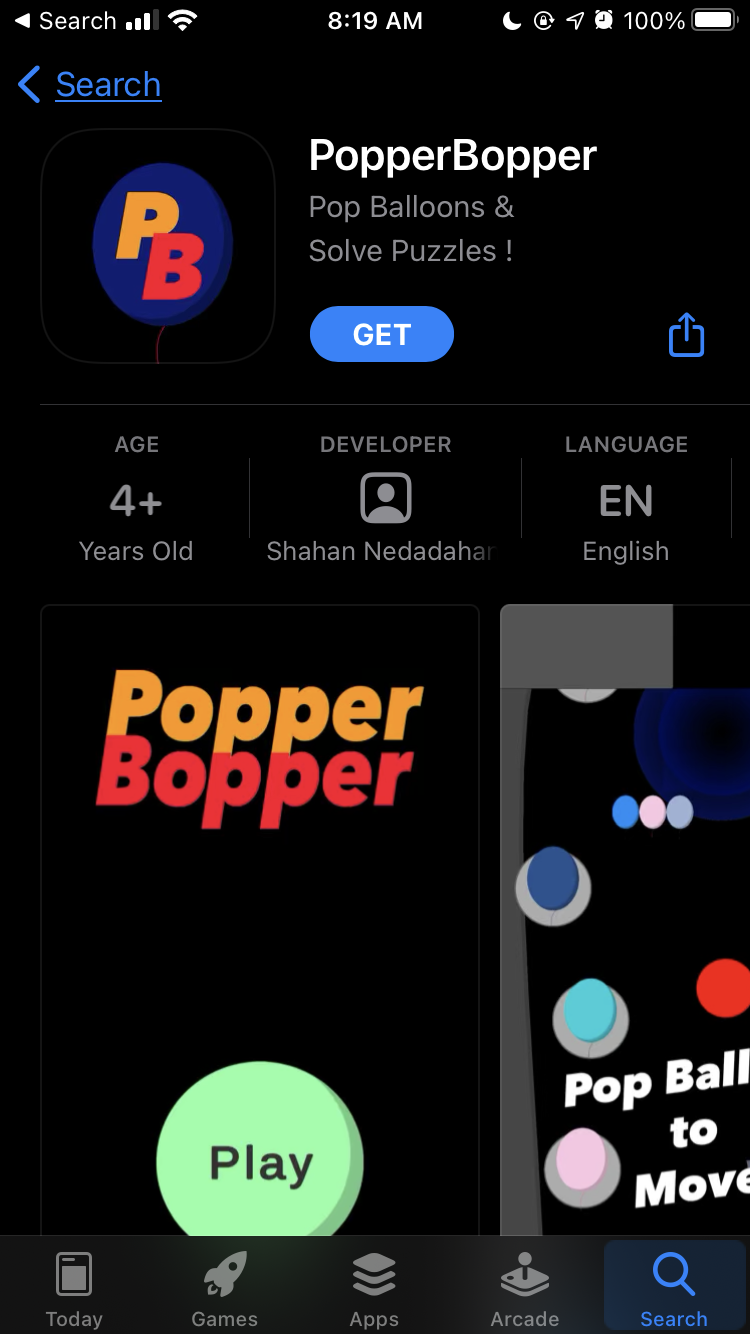 Search 8:19 AM 100%
Search
PB
PopperBopper
Pop Balloons &
Solve Puzzles !
GET
AGE DEVELOPER LANGUAGE
4+ EN
Years Old Shahan Nedadahan English
Popper
Bopper
Pop Ball
to
Move
Play
Today Games Apps Arcade Search